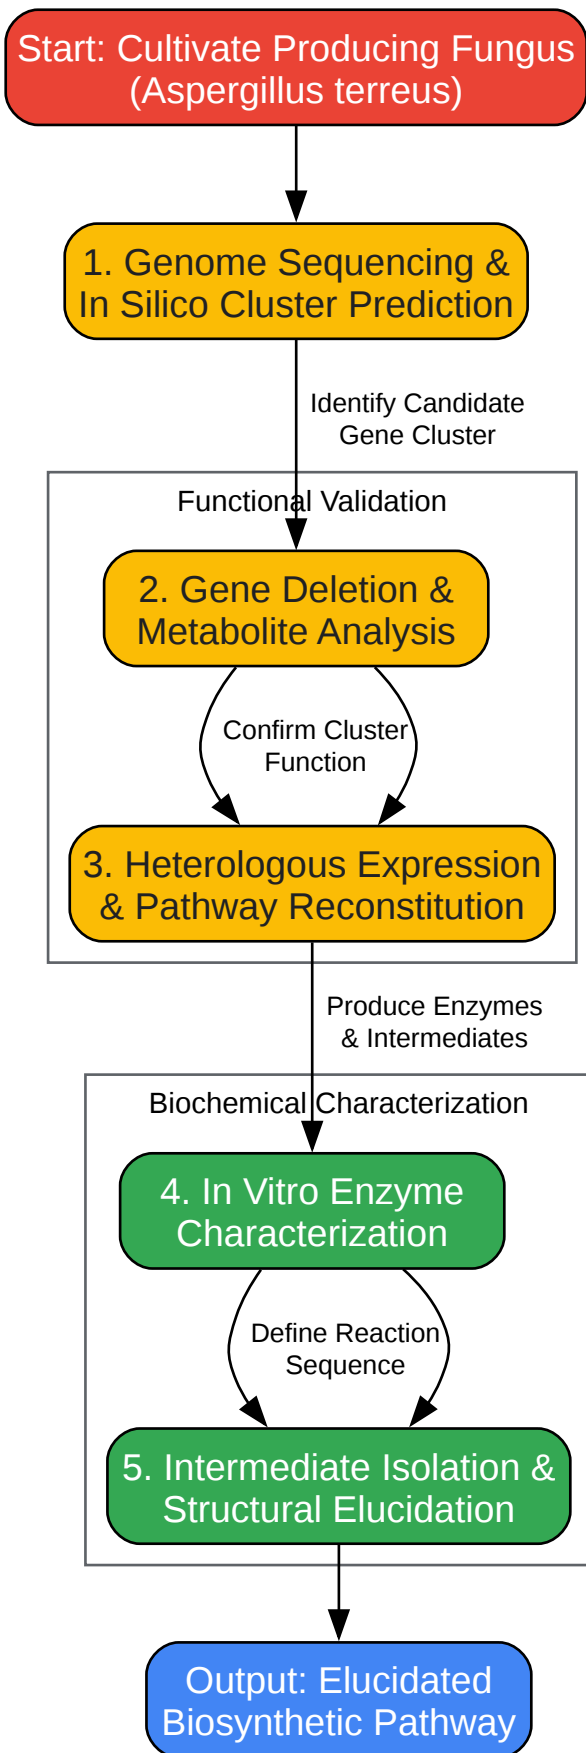 Start: Cultivate Producing Fungus
(Aspergillus terreus)
1. Genome Sequencing &
In Silico Cluster Prediction
Identify Candidate
Gene Cluster
Functional Validation
2. Gene Deletion &
Metabolite Analysis
Confirm Cluster
Function
3. Heterologous Expression
& Pathway Reconstitution
Produce Enzymes
& Intermediates
Biochemical Characterization
4. In Vitro Enzyme
Characterization
Define Reaction
Sequence
5. Intermediate Isolation &
Structural Elucidation
Output: Elucidated
Biosynthetic Pathway